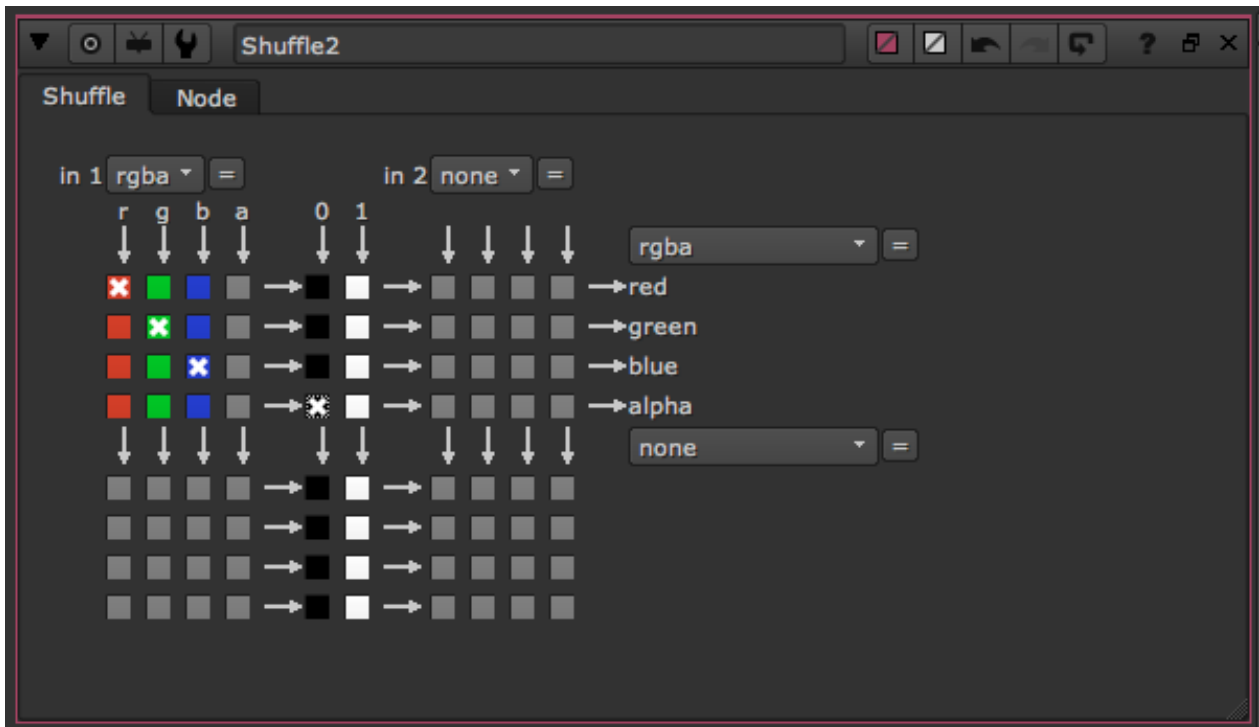 Shuffle2 ?
Shuffle Node
in 1 rgba = in 2 none =
r g b a 0 1
rgba =
red
green
blue
alpha
none =